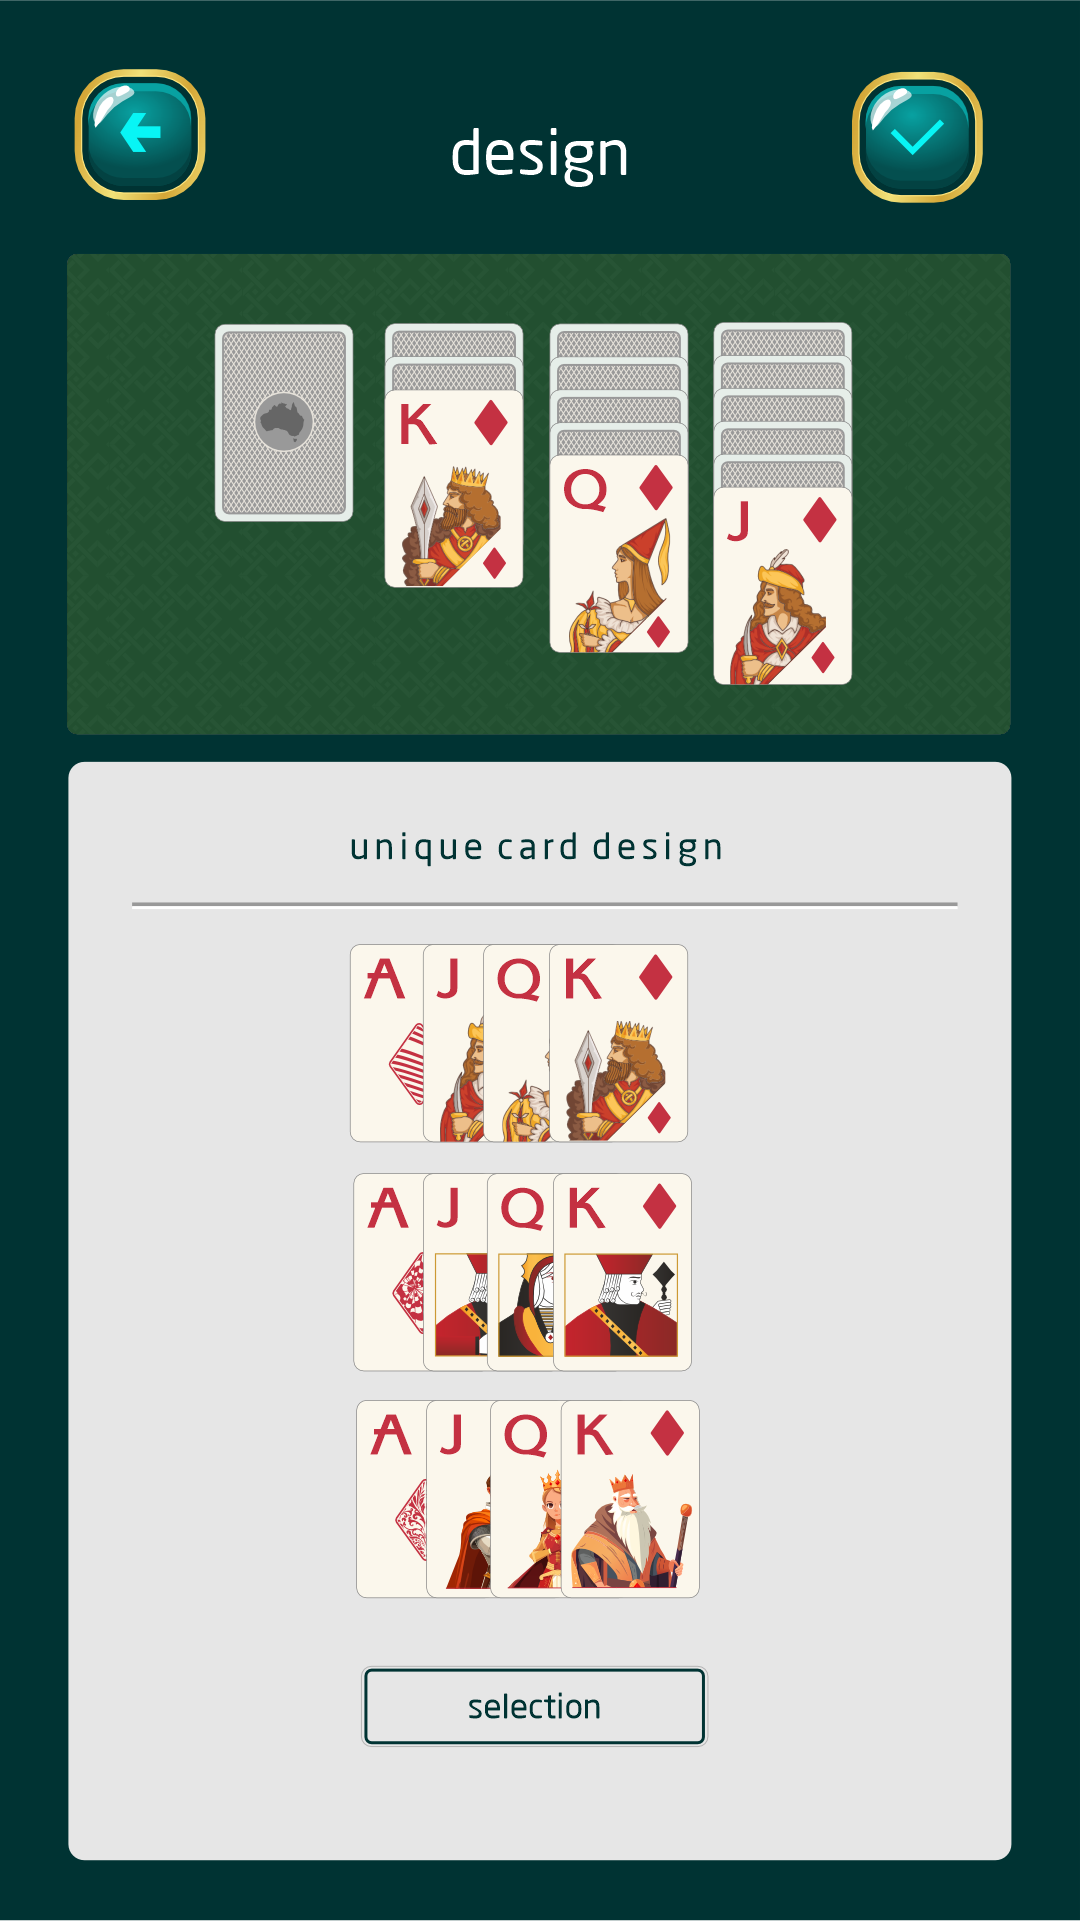 design
K
Q
J
unique card design
A J Q K
A J Q K
A J Q K
selection